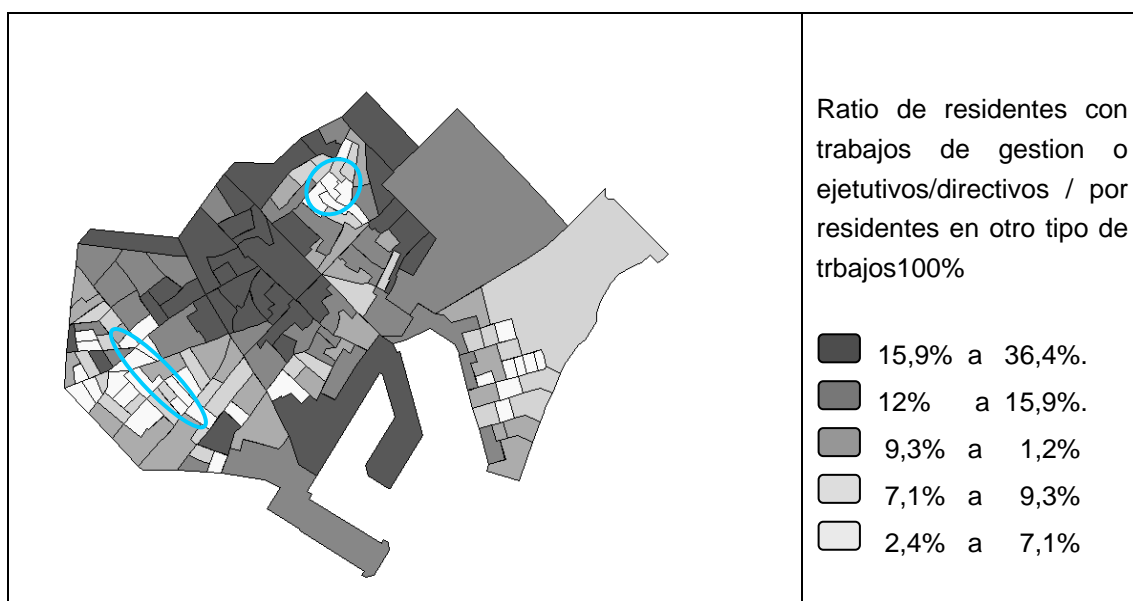 Ratio de residentes con
trabajos de gestion o
ejetutivos/directivos / por
residentes en otro tipo de
trbajos100%
15,9% a 36,4%.
12% a 15,9%.
9,3% a 1,2%
7,1% a 9,3%
2,4% a 7,1%